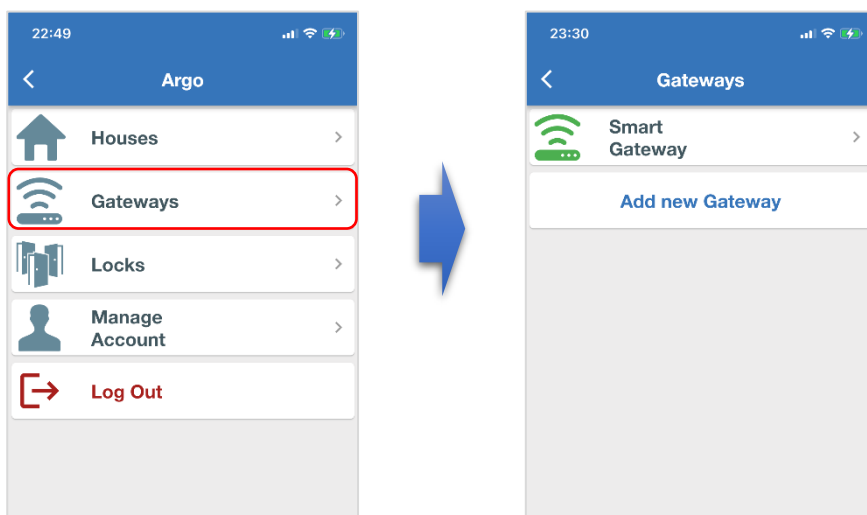 22:49
Argo
Houses
Gateways
Locks
Manage
Account
Log Out
23:30
Gateways
Smart
Gateway
Add new Gateway